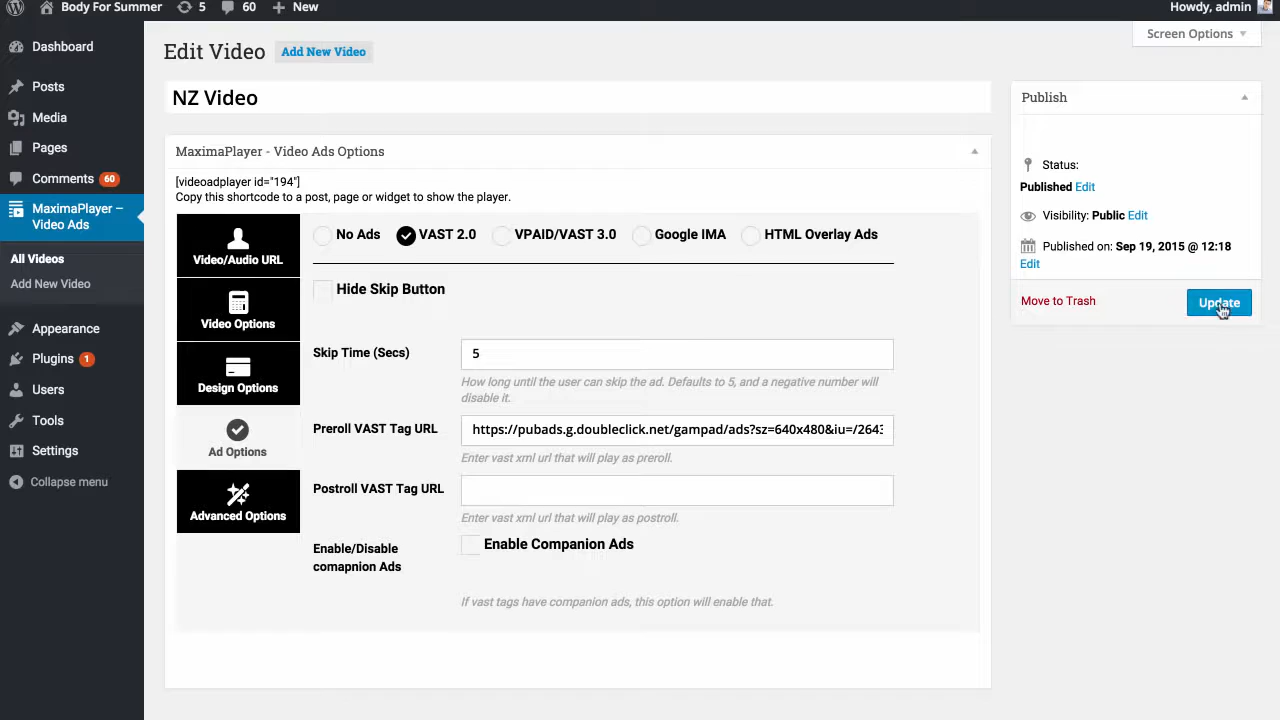 Body For Summer 5 60 New Howdy, admin
Screen Options
Dashboard
Posts
Media
Pages
Comments 60
MaximaPlayer –
Video Ads
All Videos
Add New Video
Appearance
Plugins 1
Users
Tools
Settings
Collapse menu
Edit Video Add New Video
NZ Video
MaximaPlayer - Video Ads Options
[videoadplayer id="194"]
Copy this shortcode to a post, page or widget to show the player.
Video/Audio URL
Video Options
Design Options
Ad Options
Advanced Options
No Ads VAST 2.0 VPAID/VAST 3.0 Google IMA HTML Overlay Ads
Hide Skip Button
Skip Time (Secs) 5
How long until the user can skip the ad. Defaults to 5, and a negative number will
disable it.
Preroll VAST Tag URL https://pubads.g.doubleclick.net/gampad/ads?sz=640x480&iu=/2643
Enter vast xml url that will play as preroll.
Postroll VAST Tag URL
Enter vast xml url that will play as postroll.
Enable/Disable
comapnion Ads
Enable Companion Ads
If vast tags have companion ads, this option will enable that.
Publish
Status:
Published Edit
Visibility: Public Edit
Published on: Sep 19, 2015 @ 12:18
Edit
Move to Trash Update